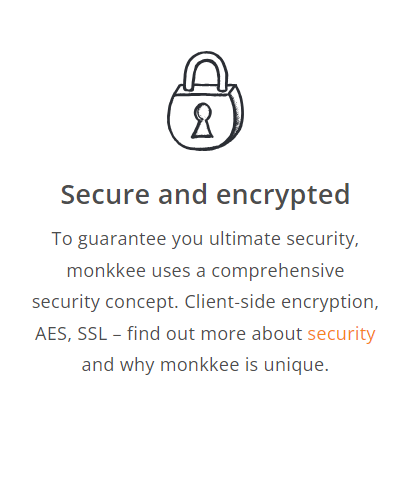 Secure and encrypted
To guarantee you ultimate security,
monkkee uses a comprehensive
security concept. Client-side encryption,
AES, SSL – find out more about security
and why monkkee is unique.